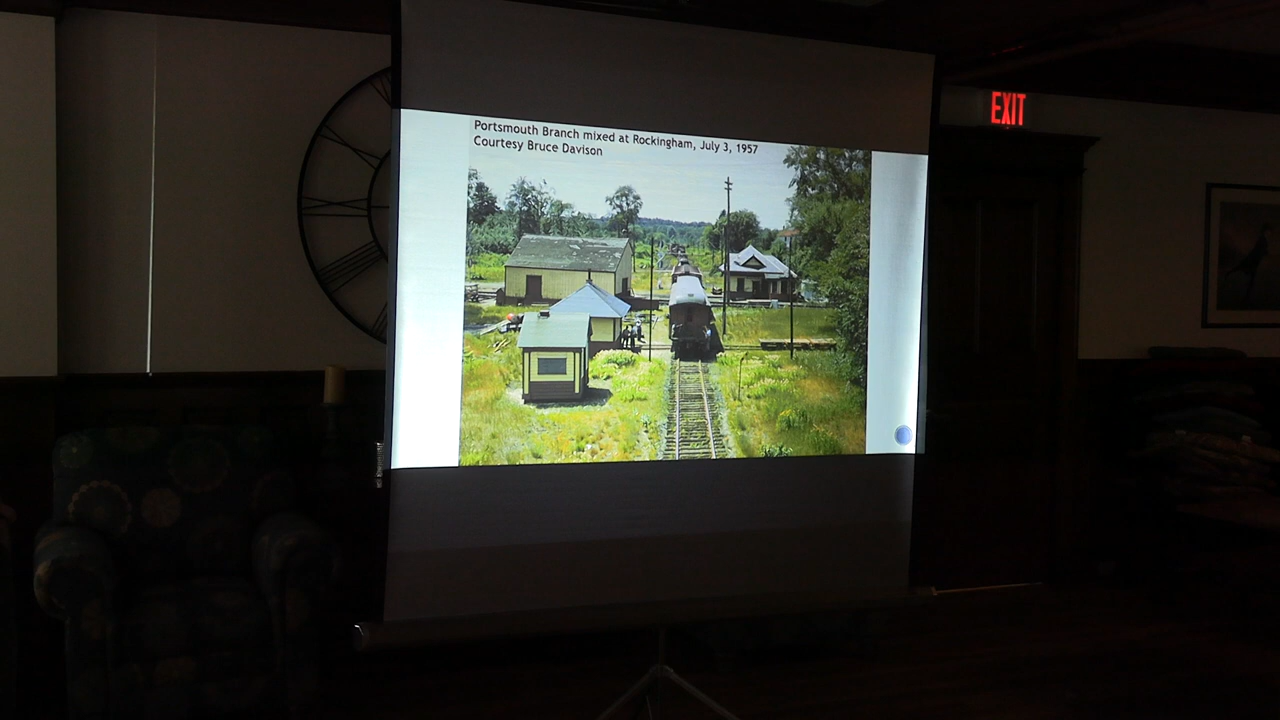 Portsmouth Branch mixed at Rockingham, July 3, 1957
Courtesy Bruce Davison
EXIT